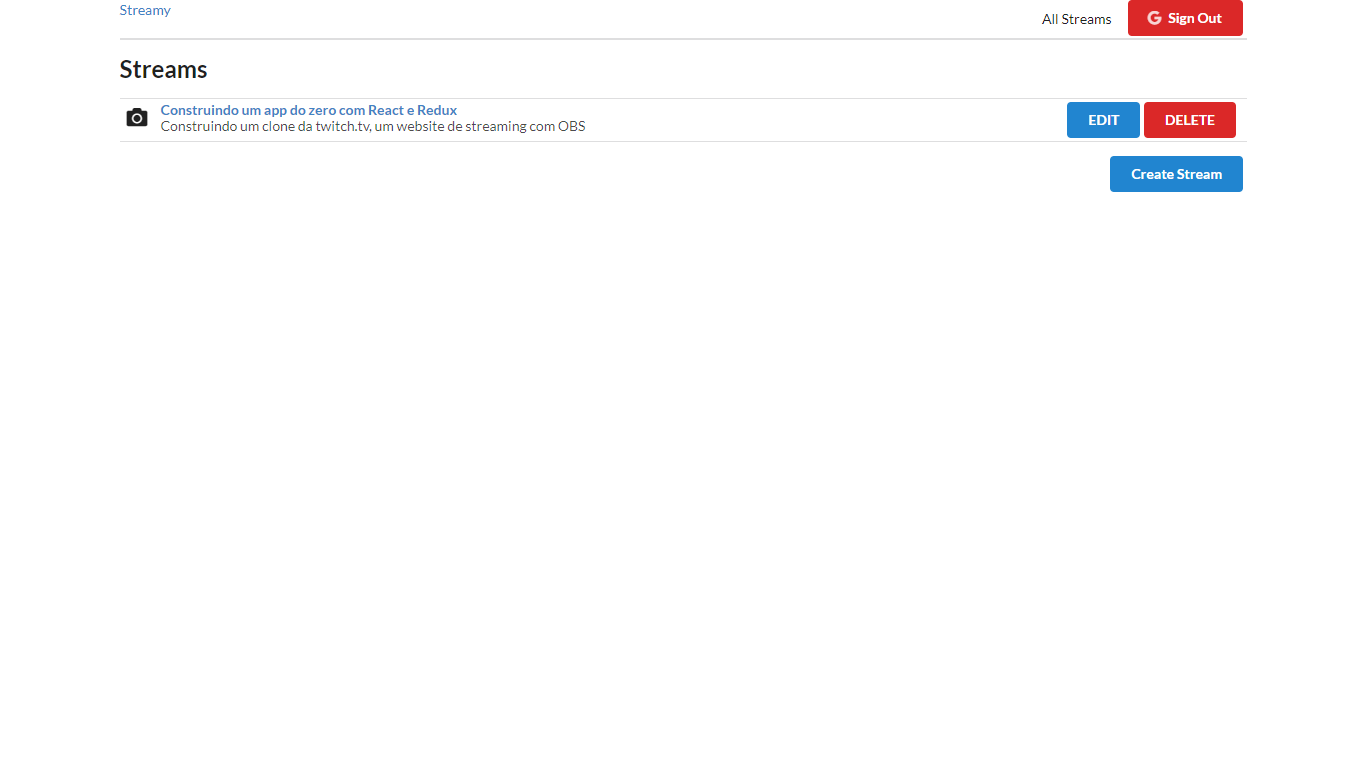 Streamy
All Streams
Sign Out
Streams
Construindo um app do zero com React e Redux
Construindo um clone da twitch.tv, um website de streaming com OBS
EDIT
DELETE
Create Stream